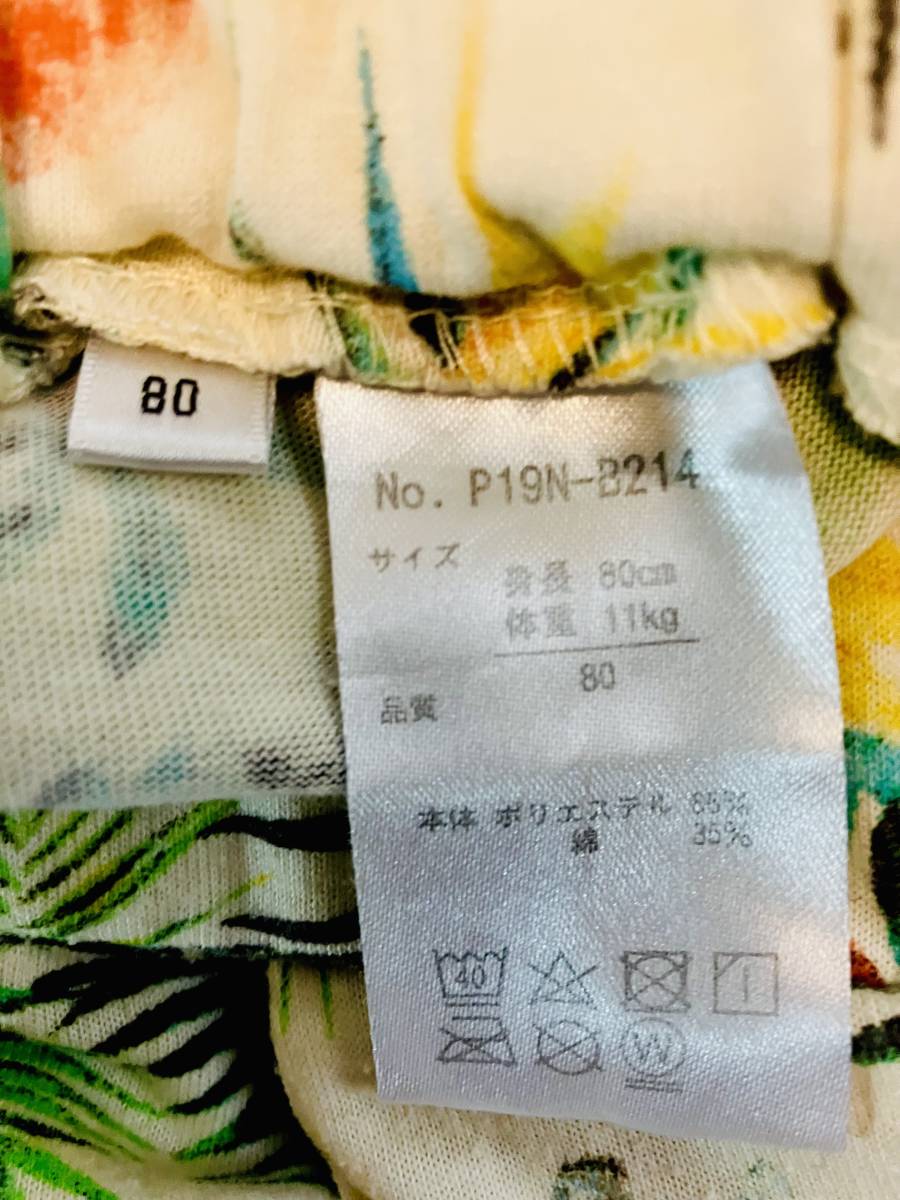 80
No. P19N-B214
サイズ
身長 80cm
体重 11kg
80
品質
本体 ポリエステル 65%
綿 35%
40
W